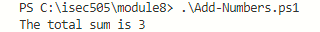 PS C:\isec505\module8> .\Add-Numbers.ps1
The total sum is 3